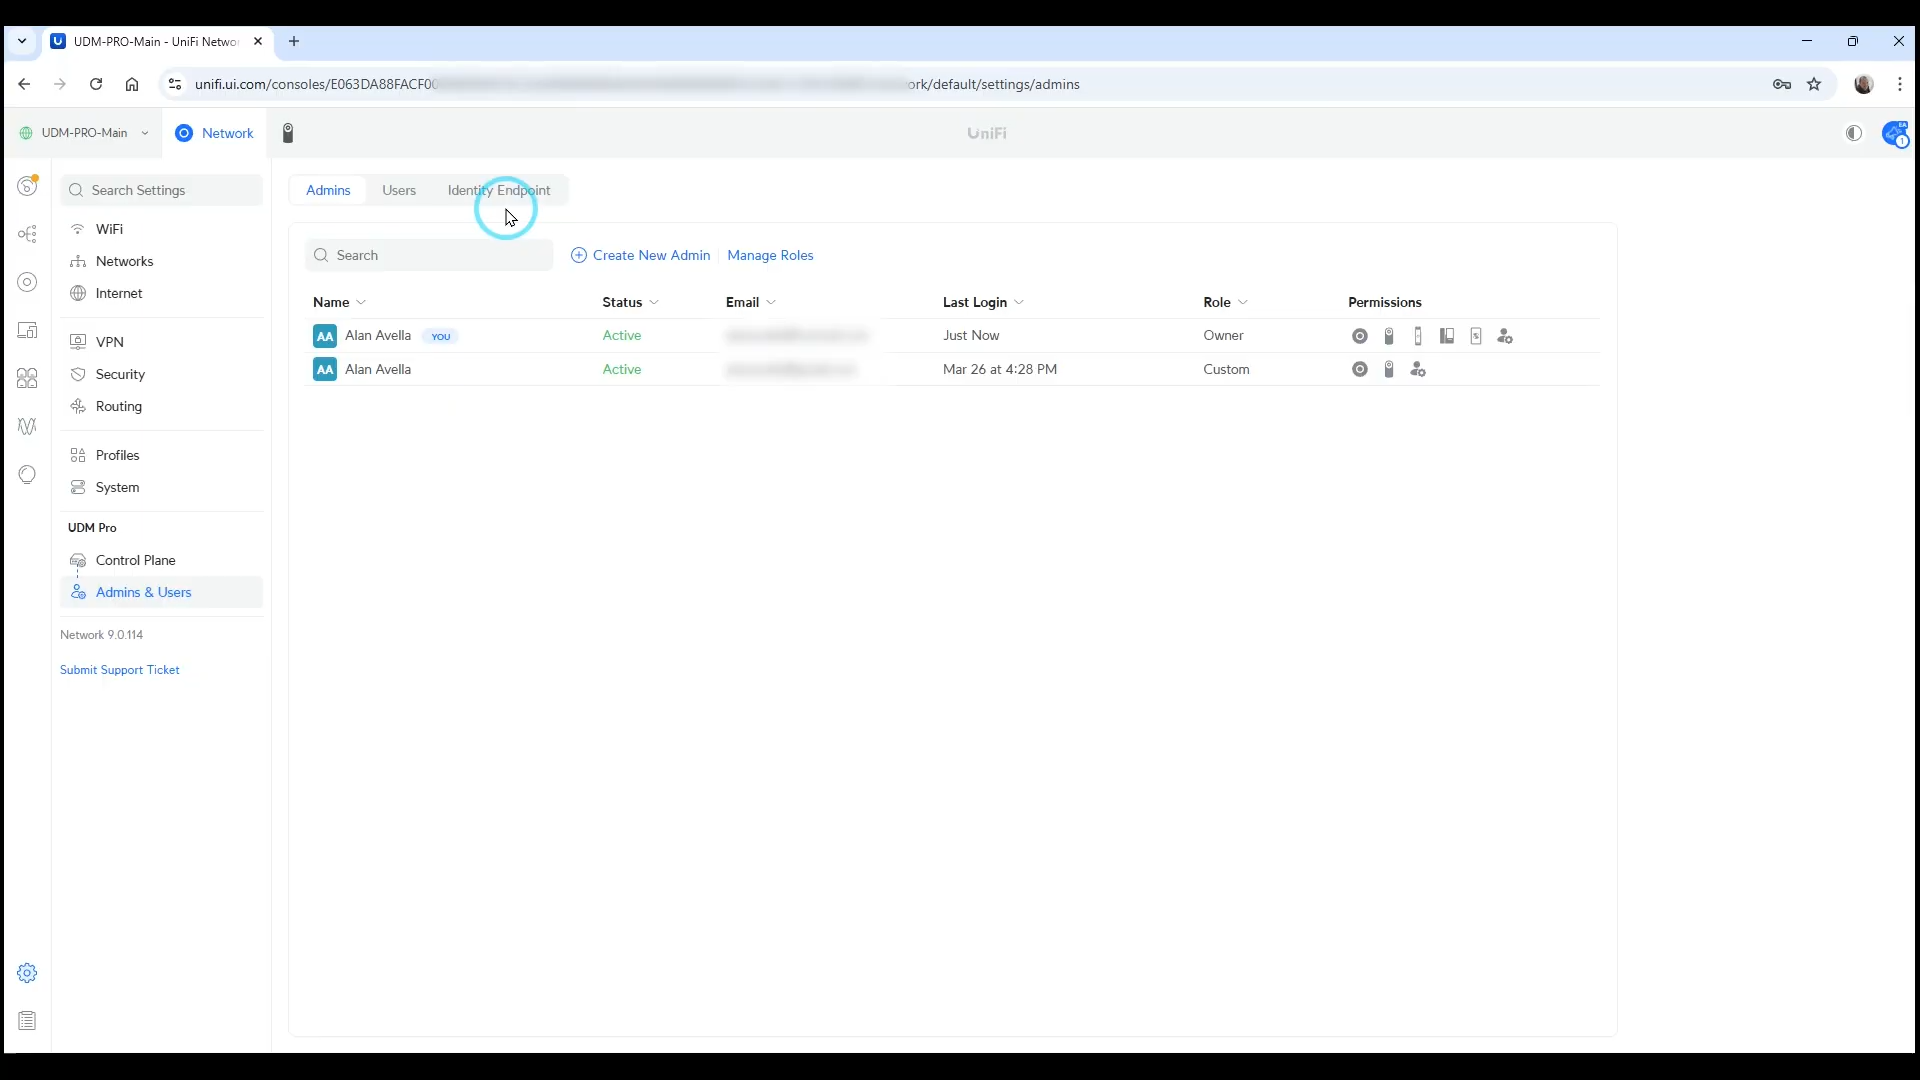 UDM-PRO-Main - UniFi Netwo
unifi.ui.com/consoles/E063DA88FACF00
ork/default/settings/admins
UDM-PRO-Main
Network
UniFi
EA
1
Search Settings
Admins
Users
Identity Endpoint
WiFi
Networks
Internet
VPN
Security
Routing
Profiles
System
UDM Pro
Control Plane
Admins & Users
Network 9.0.114
Submit Support Ticket
Search
Create New Admin
Manage Roles
Name
Status
Email
Last Login
Role
Permissions
AA
Alan Avella
YOU
Active
Just Now
Owner
AA
Alan Avella
Active
Mar 26 at 4:28 PM
Custom